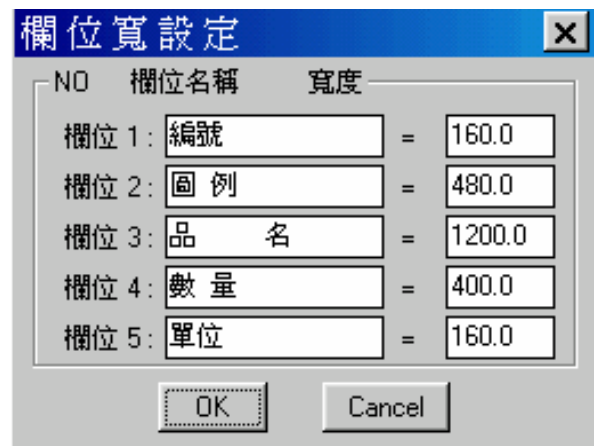 欄位寬設定
NO 欄位名稱 寬度
欄位 1 : 編號 = 160.0
欄位 2 : 圖 例 = 480.0
欄位 3 : 品 名 = 1200.0
欄位 4 : 數 量 = 400.0
欄位 5 : 單位 = 160.0
OK Cancel